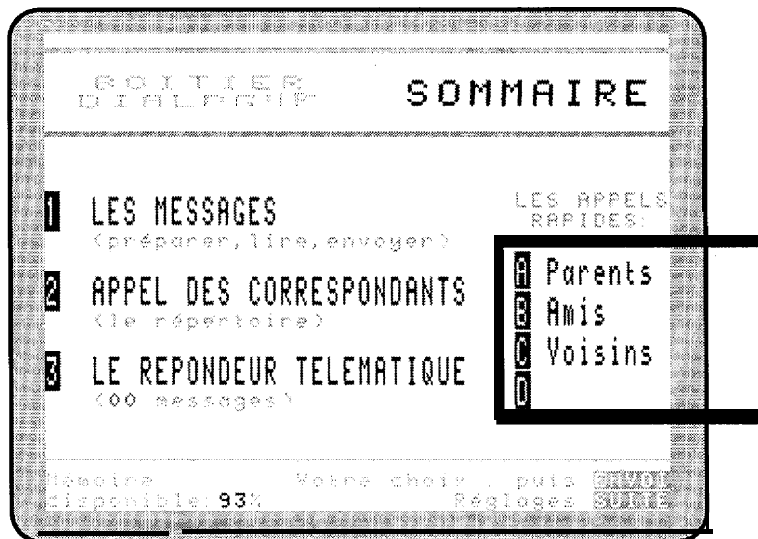 BOITIER
DIALOGUE
SOMMAIRE
1 LES MESSAGES
(préparer,lire,envoyer)
2 APPEL DES CORRESPONDANTS
(le répertoire)
3 LE REPONDEUR TELEMATIQUE
(00 messages)
LES APPELS
RAPIDES:
A Parents
B Amis
C Voisins
D
Mémoire
disponible:93%
Votre choix . puis ENVOI
Réglages SUITE